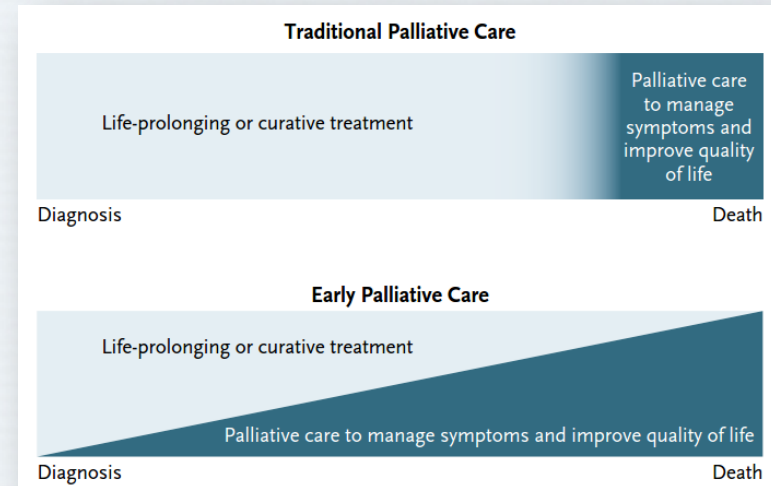 Traditional Palliative Care
Life-prolonging or curative treatment
Palliative care
to manage
symptoms and
improve quality
of life
Diagnosis
Death
Early Palliative Care
Life-prolonging or curative treatment
Palliative care to manage symptoms and improve quality of life
Diagnosis
Death